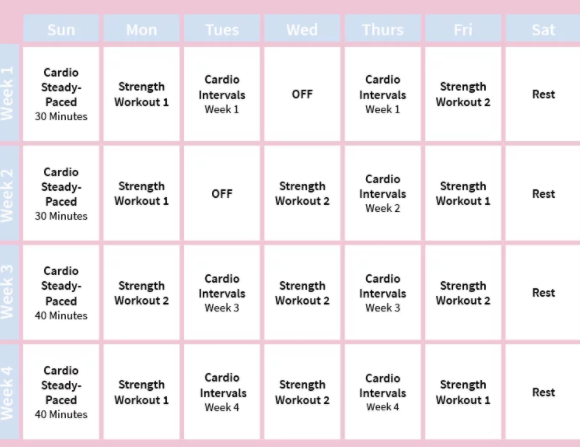 Sun Mon Tues Wed Thurs Fri Sat
Week 1
Cardio
Steady-
Paced
30 Minutes
Strength
Workout 1
Cardio
Intervals
Week 1
OFF
Cardio
Intervals
Week 1
Strength
Workout 2
Rest
Week 2
Cardio
Steady-
Paced
30 Minutes
Strength
Workout 1
OFF
Strength
Workout 2
Cardio
Intervals
Week 2
Strength
Workout 1
Rest
Week 3
Cardio
Steady-
Paced
40 Minutes
Strength
Workout 2
Cardio
Intervals
Week 3
Strength
Workout 2
Cardio
Intervals
Week 3
Strength
Workout 2
Rest
Week 4
Cardio
Steady-
Paced
40 Minutes
Strength
Workout 1
Cardio
Intervals
Week 4
Strength
Workout 2
Cardio
Intervals
Week 4
Strength
Workout 1
Rest